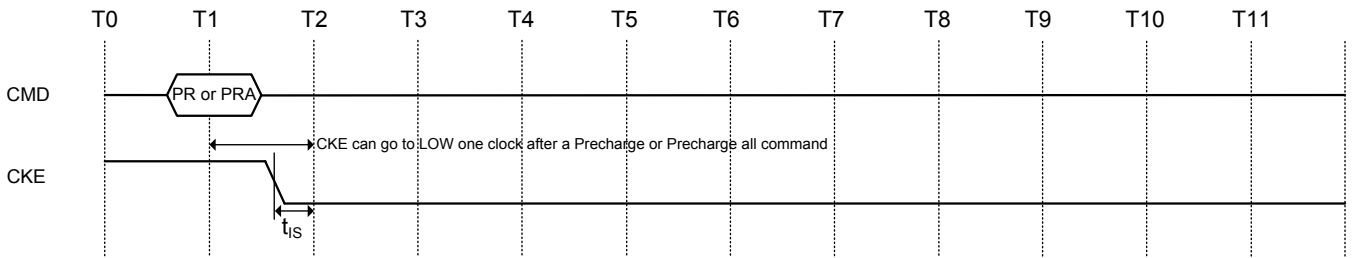 T0 T1 T2 T3 T4 T5 T6 T7 T8 T9 T10 T11
CMD PR or PRA
CKE can go to LOW one clock after a Precharge or Precharge all command
CKE
tIS